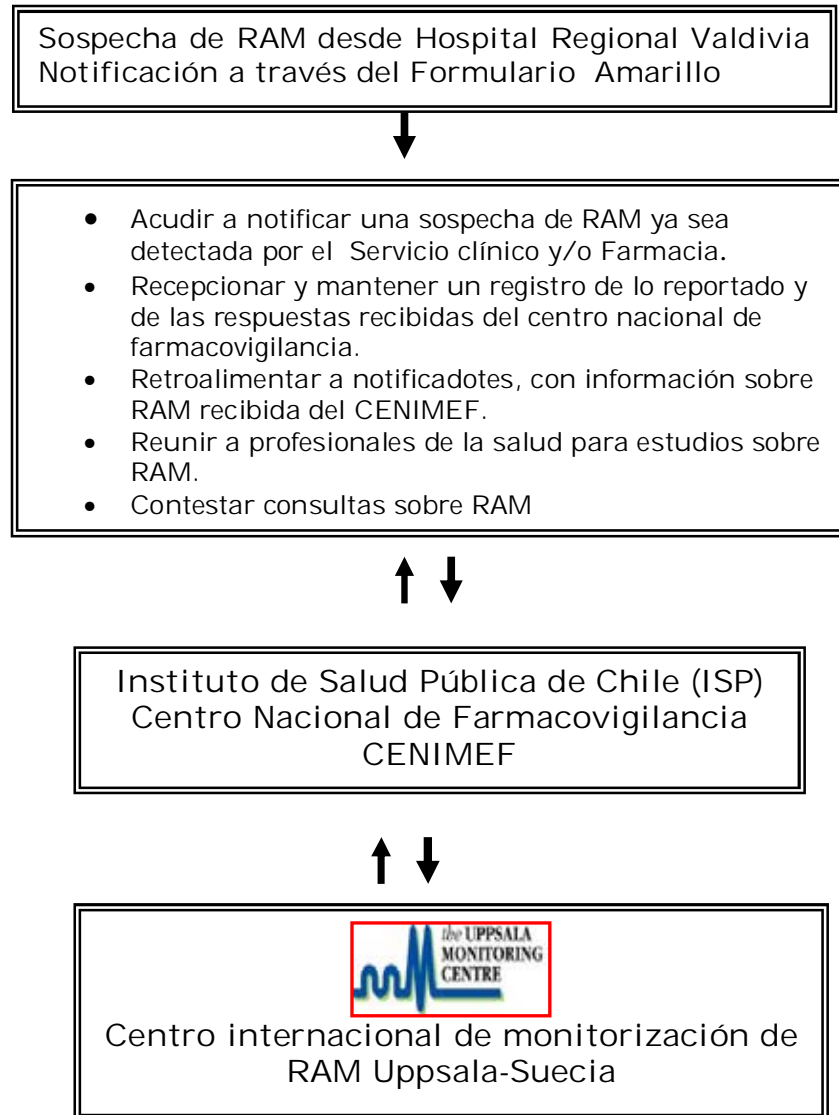 Sospecha de RAM desde Hospital Regional Valdivia
Notificación a través del Formulario Amarillo
• Acudir a notificar una sospecha de RAM ya sea
detectada por el Servicio clínico y/o Farmacia.
• Recepcionar y mantener un registro de lo reportado y
de las respuestas recibidas del centro nacional de
farmacovigilancia.
• Retroalimentar a notificadotes, con información sobre
RAM recibida del CENIMEF.
• Reunir a profesionales de la salud para estudios sobre
RAM.
• Contestar consultas sobre RAM
Instituto de Salud Pública de Chile (ISP)
Centro Nacional de Farmacovigilancia
CENIMEF
the UPPSALA
MONITORING
CENTRE
Centro internacional de monitorización de
RAM Uppsala-Suecia